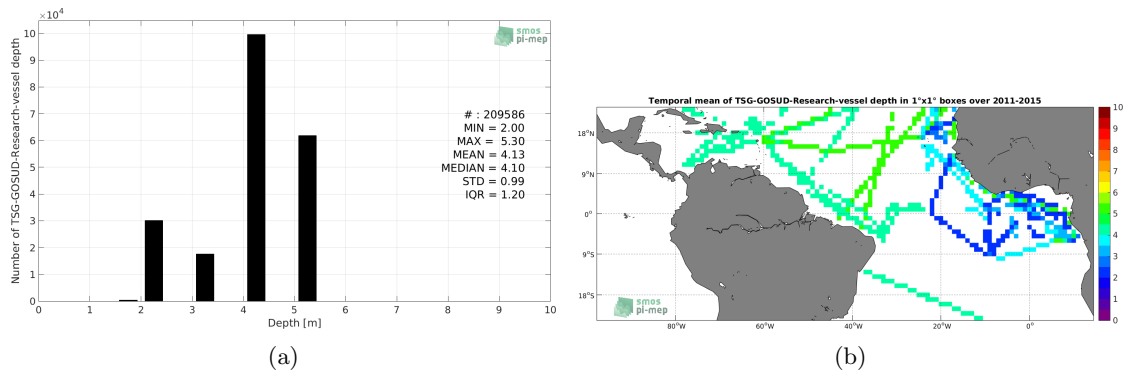 ×10⁴
10
9
8
7
6
5
4
3
2
1
0
Number of TSG-GOSUD-Research-vessel depth
0 1 2 3 4 5 6 7 8 9 10
Depth [m]
smos
pi-mep
# : 209586
MIN = 2.00
MAX = 5.30
MEAN = 4.13
MEDIAN = 4.10
STD = 0.99
IQR = 1.20
(a)
Temporal mean of TSG-GOSUD-Research-vessel depth in 1°x1° boxes over 2011-2015
18°N
9°N
0°
9°S
18°S
80°W 60°W 40°W 20°W 0°
smos
pi-mep
10
9
8
7
6
5
4
3
2
1
0
(b)